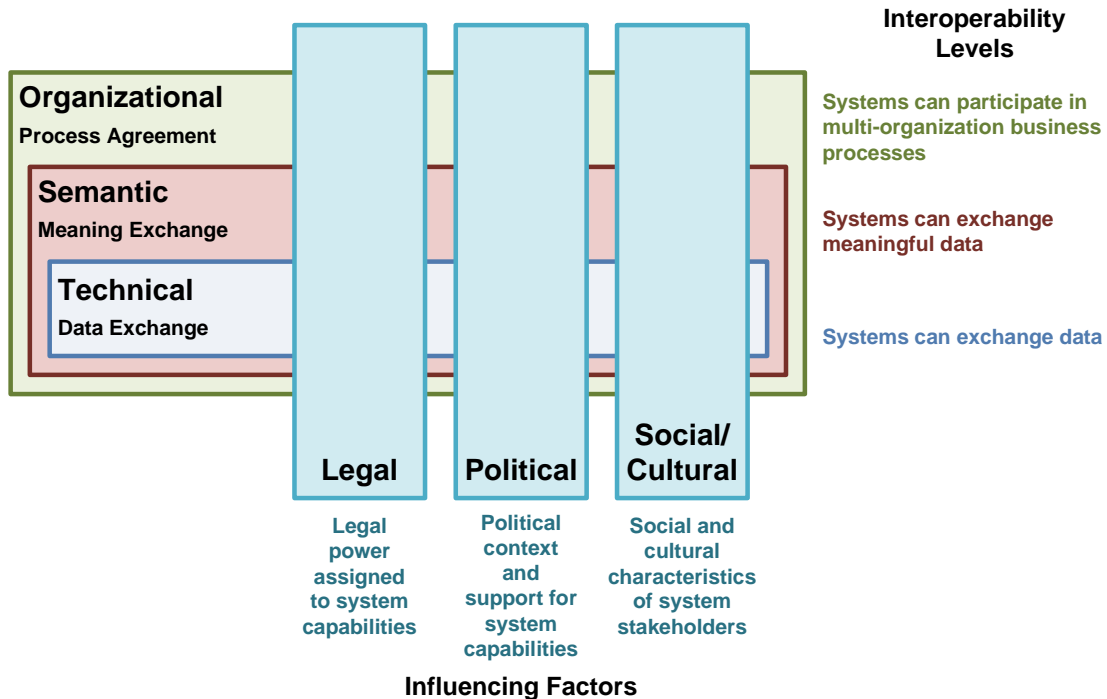 Interoperability
Levels
Organizational
Process Agreement
Systems can participate in
multi-organization business
processes
Semantic
Meaning Exchange
Systems can exchange
meaningful data
Technical
Data Exchange
Systems can exchange data
Legal
Political
Social/
Cultural
Legal
power
assigned
to system
capabilities
Political
context
and
support for
system
capabilities
Social and
cultural
characteristics
of system
stakeholders
Influencing Factors